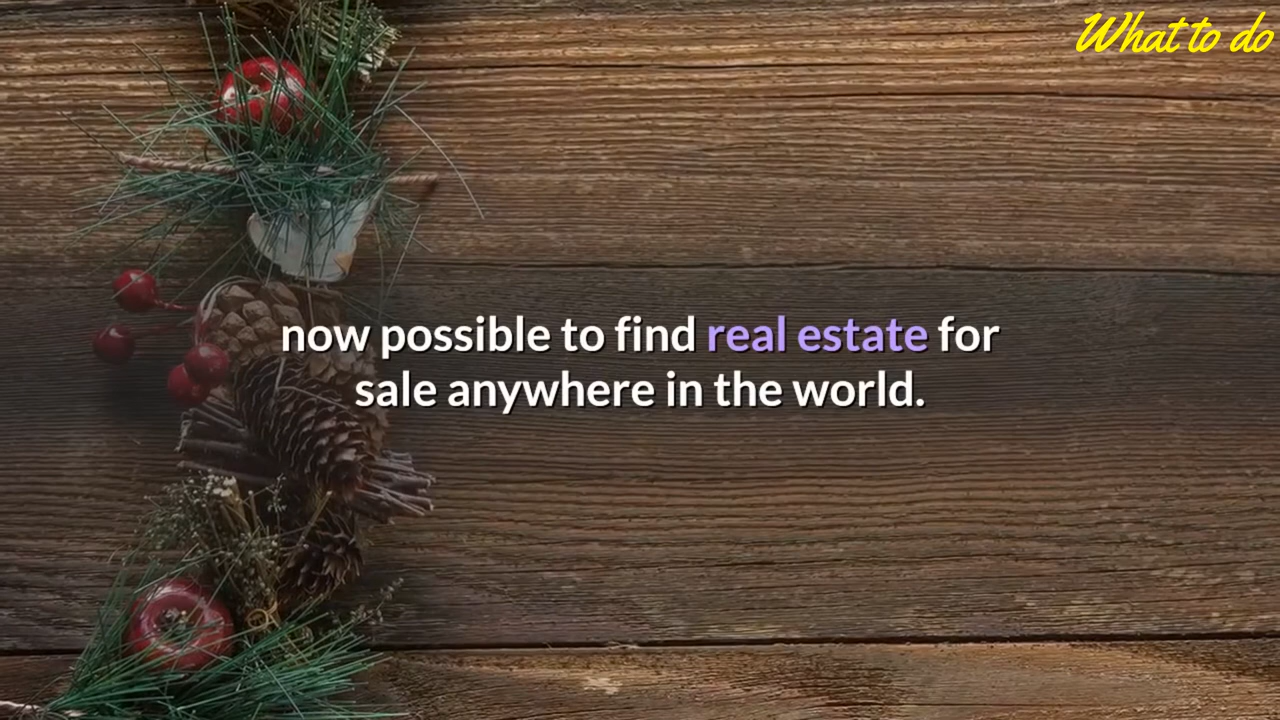 What to do
now possible to find real estate for
sale anywhere in the world.